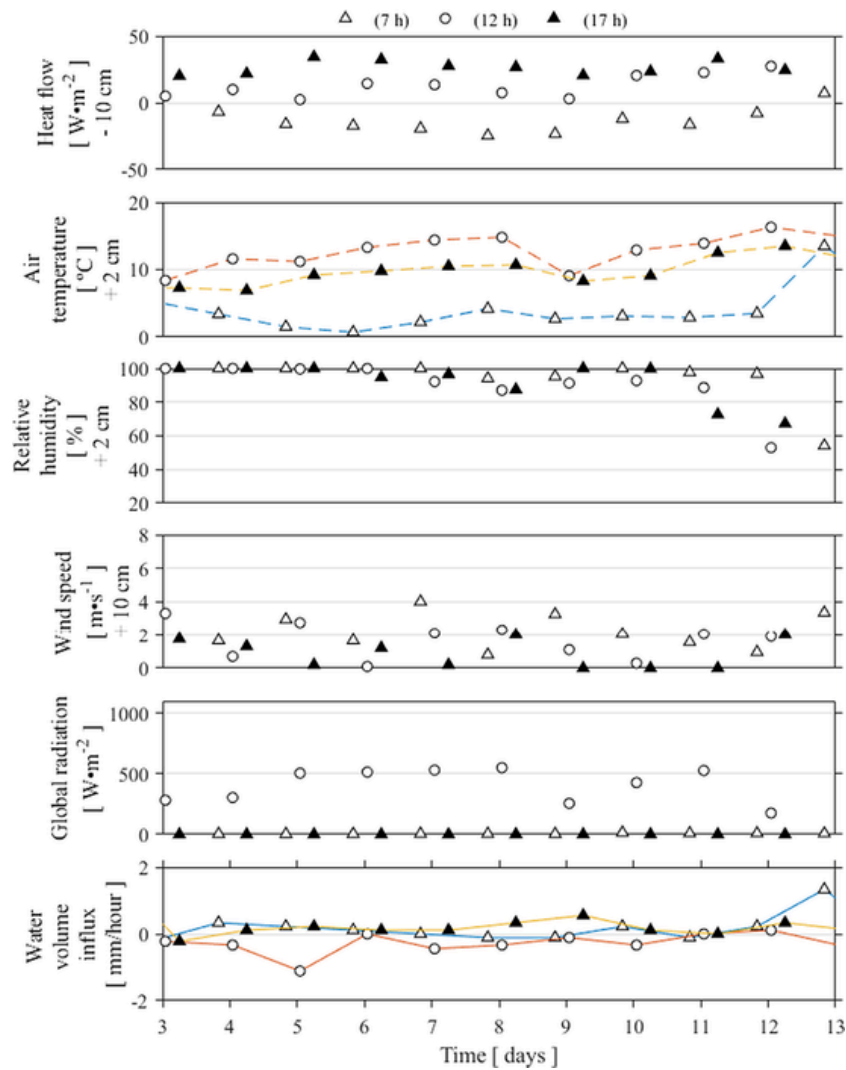 (7 h) (12 h) (17 h)
Heat flow
[ W•m-2 ]
- 10 cm
50
0
-50
Air
temperature
[ ºC ]
+ 2 cm
20
10
0
Relative
humidity
[ % ]
+ 2 cm
100
80
60
40
20
Wind speed
[ m•s-1 ]
+ 10 cm
8
6
4
2
0
Global radiation
[ W•m-2 ]
1000
500
0
Water
volume
influx
[ mm/hour ]
2
0
-2
3 4 5 6 7 8 9 10 11 12 13
Time [ days ]